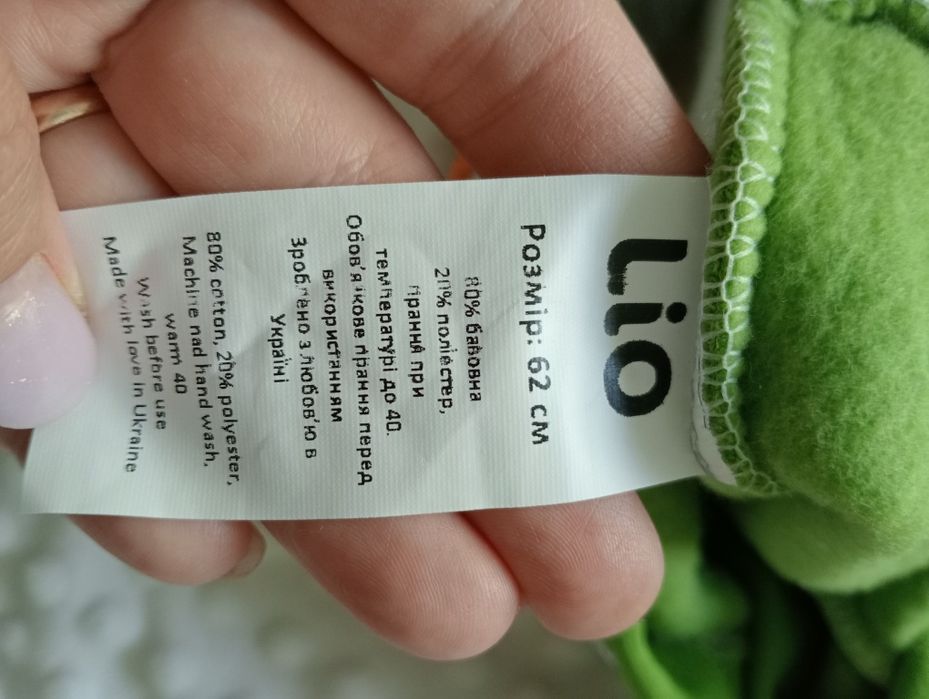 Lio
Розмір: 62 см
80% бавовна
20% поліестер,
прання при
температурі до 40.
Обов'язкове прання перед
використанням
Зроблено з любов'ю в
Україні
80% cotton, 20% polyester,
Machine nad hand wash,
warm 40
Wash before use
Made with love in Ukraine